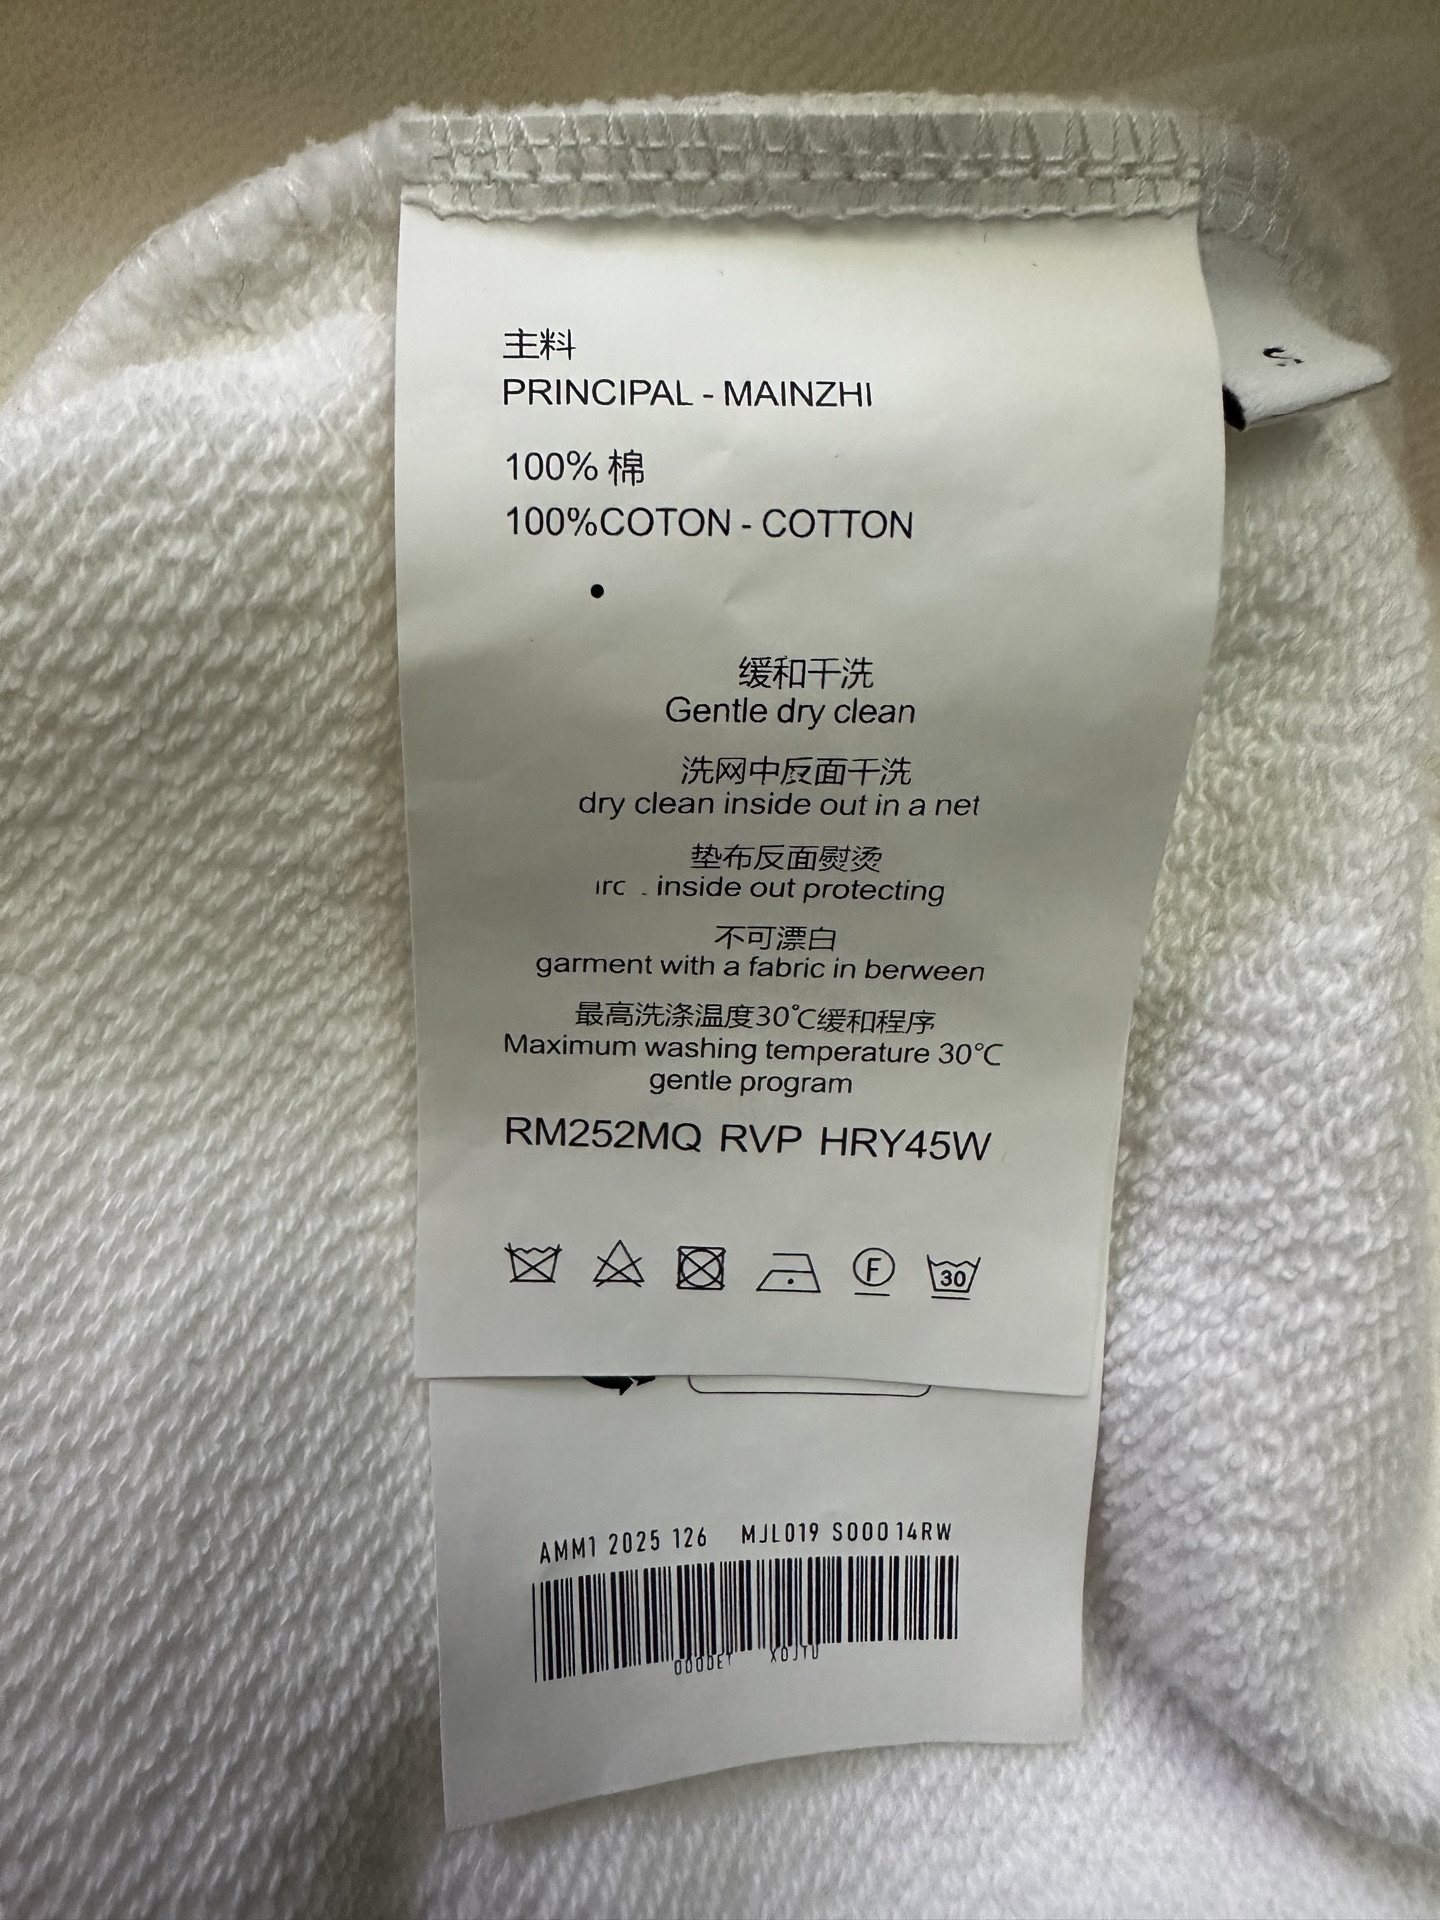 主料
PRINCIPAL - MAINZHI
100% 棉
100%COTON - COTTON
缓和干洗
Gentle dry clean
洗网中反面干洗
dry clean inside out in a net
垫布反面熨烫
inside out protecting
不可漂白
garment with a fabric in berween
最高洗涤温度30℃缓和程序
Maximum washing temperature 30℃
gentle program
RM252MQ RVP HRY45W
F
30
AMM1 2025 126 MJL019 S00014RW
S